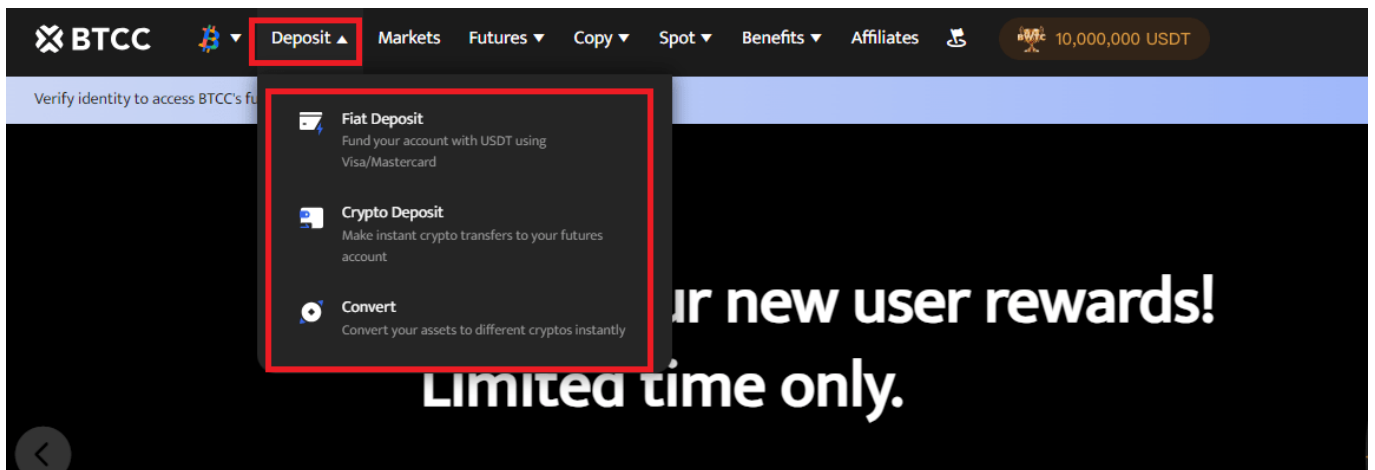 BTCC Deposit Markets Futures Copy Spot Benefits Affiliates 10,000,000 USDT
Verify identity to access BTCC's
Fiat Deposit
Fund your account with USDT using
Visa/Mastercard
Crypto Deposit
Make instant crypto transfers to your futures
account
Convert
Convert your assets to different cryptos instantly
new user rewards!
Limited time only.